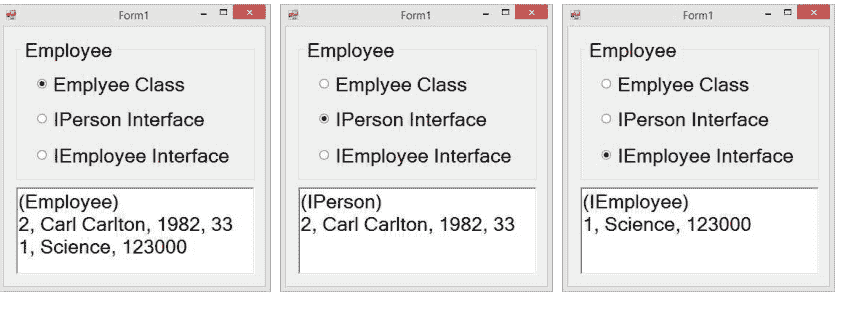 Form1
Employee
Emplyee Class
IPerson Interface
IEmployee Interface
(Employee)
2, Carl Carlton, 1982, 33
1, Science, 123000
Form1
Employee
Emplyee Class
IPerson Interface
IEmployee Interface
(IPerson)
2, Carl Carlton, 1982, 33
Form1
Employee
Emplyee Class
IPerson Interface
IEmployee Interface
(IEmployee)
1, Science, 123000